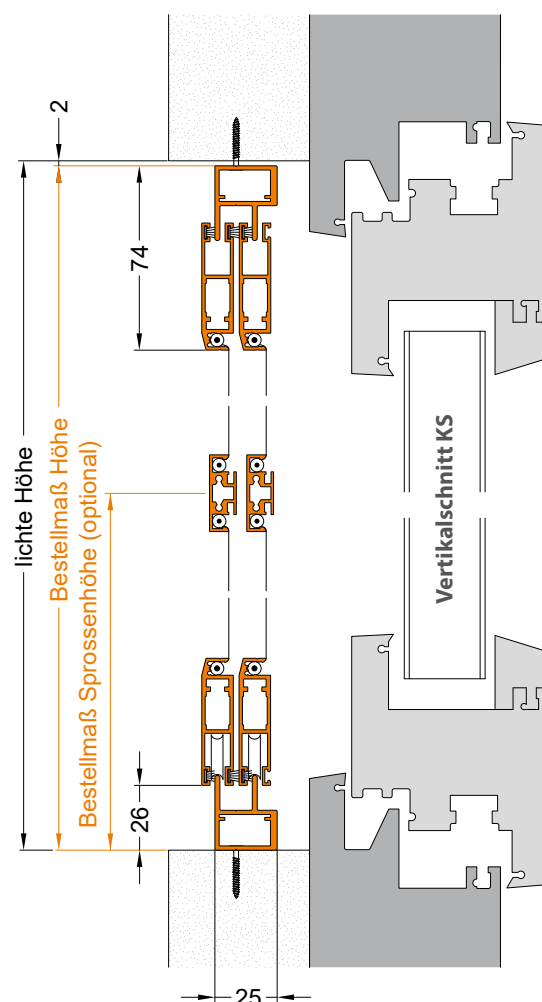 2
74
lichte Höhe
Bestellmaß Höhe
Bestellmaß Sprossenhöhe (optional)
Vertikalschnitt KS
26
25